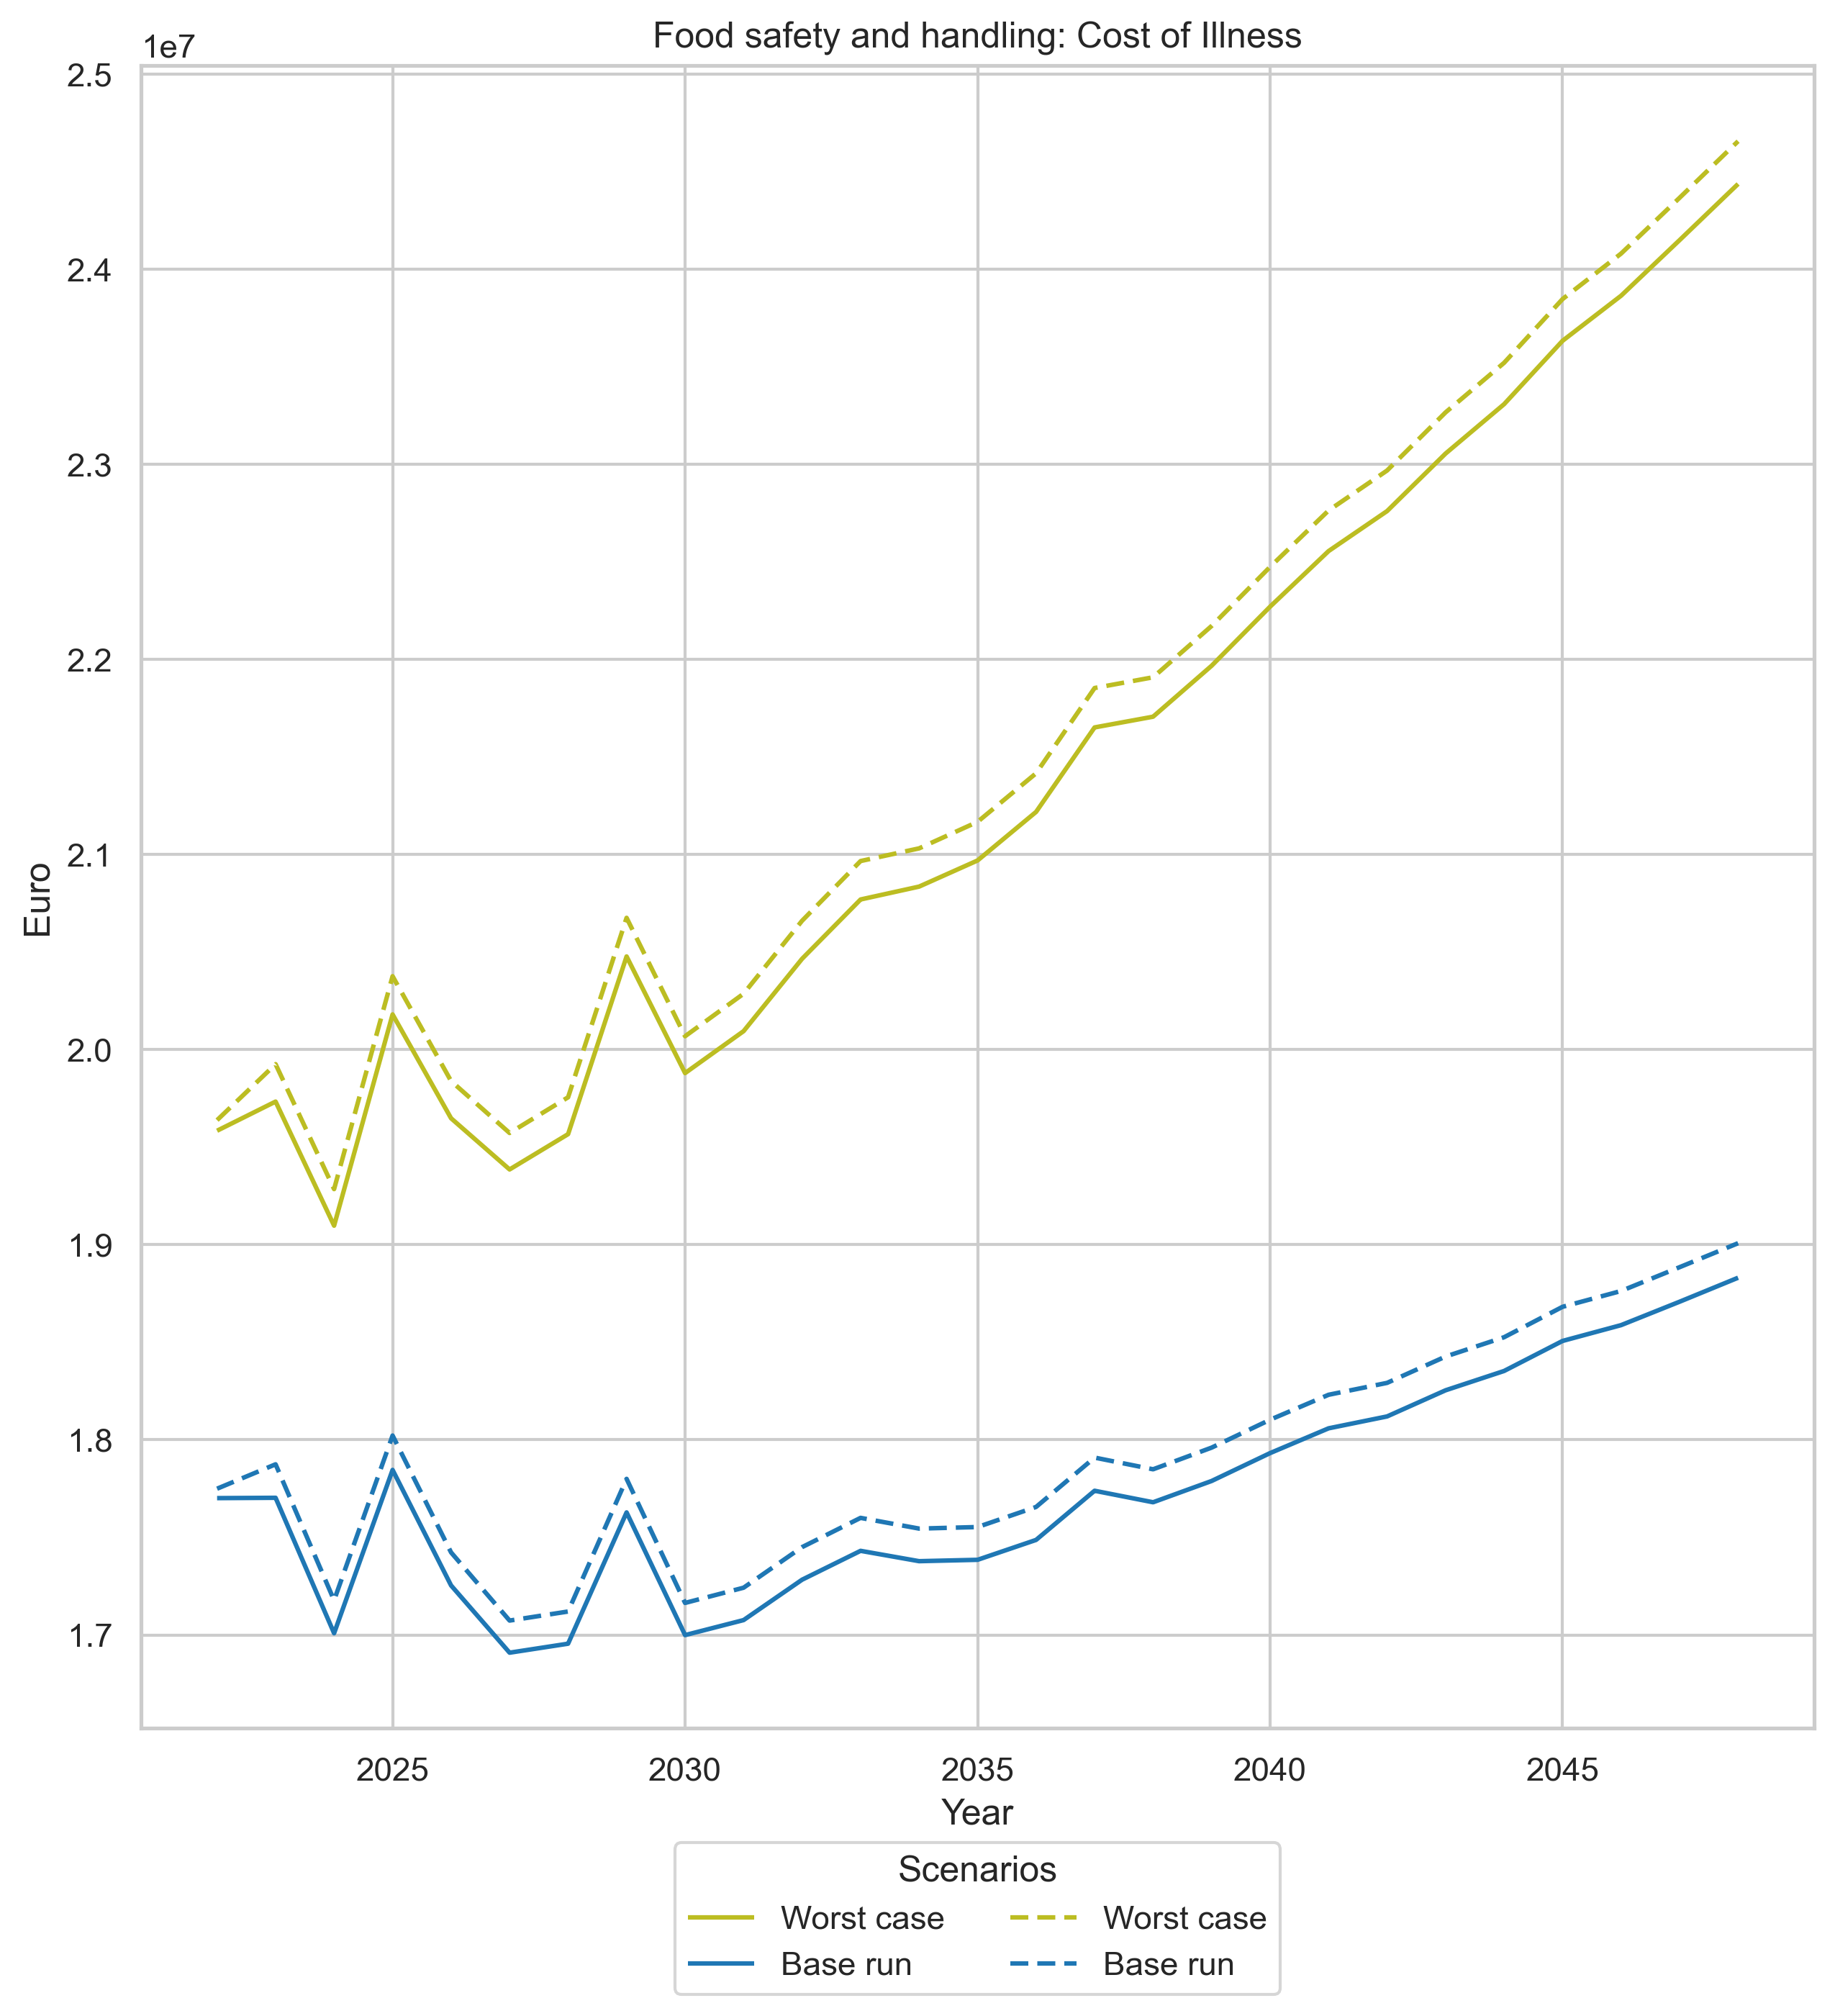 Food safety and handling: Cost of Illness
1e7
2.5
2.4
2.3
2.2
2.1
2.0
1.9
1.8
1.7
Euro
2025 2030 2035 2040 2045
Year
Scenarios
Worst case Worst case
Base run Base run